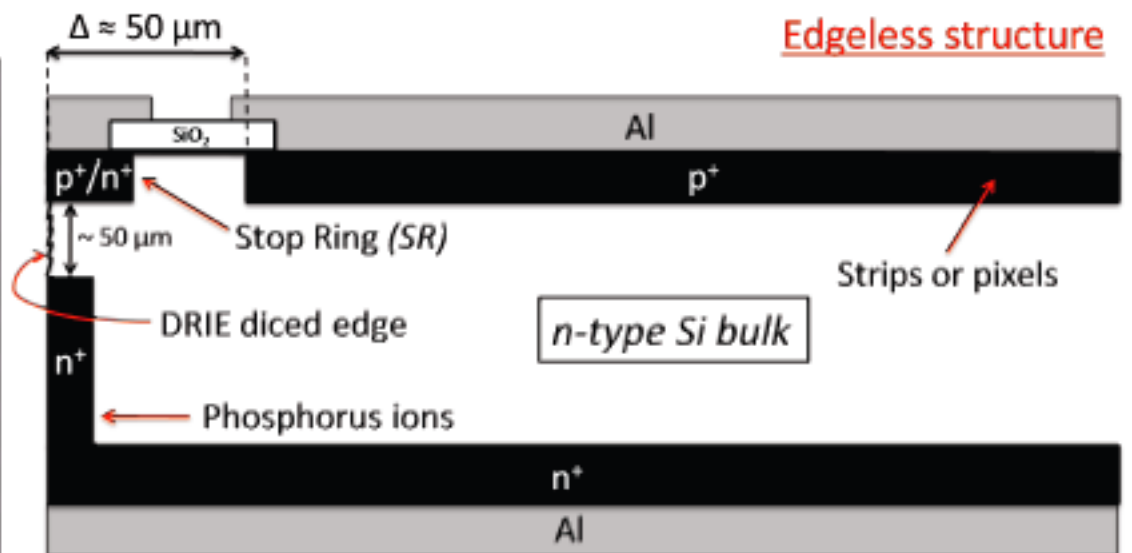 Δ ≈ 50 μm
Edgeless structure
Al
SiO₂
p⁺/n⁺
p⁺
~ 50 μm
Stop Ring (SR)
Strips or pixels
DRIE diced edge
n-type Si bulk
n⁺
Phosphorus ions
n⁺
Al